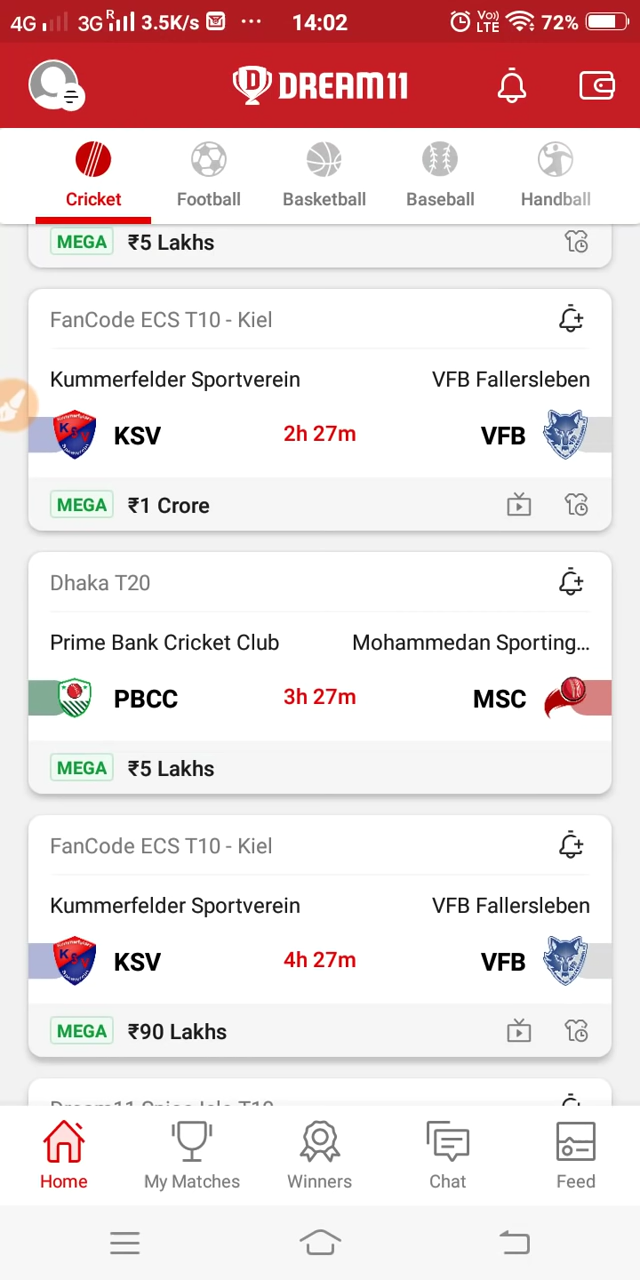 4G 3G R 3.5K/s ... 14:02 Vo) LTE 72%
DREAM11
Cricket Football Basketball Baseball Handball
MEGA ₹5 Lakhs
FanCode ECS T10 - Kiel
Kummerfelder Sportverein VFB Fallersleben
KSV 2h 27m VFB
MEGA ₹1 Crore
Dhaka T20
Prime Bank Cricket Club Mohammedan Sporting...
PBCC 3h 27m MSC
MEGA ₹5 Lakhs
FanCode ECS T10 - Kiel
Kummerfelder Sportverein VFB Fallersleben
KSV 4h 27m VFB
MEGA ₹90 Lakhs
Home My Matches Winners Chat Feed